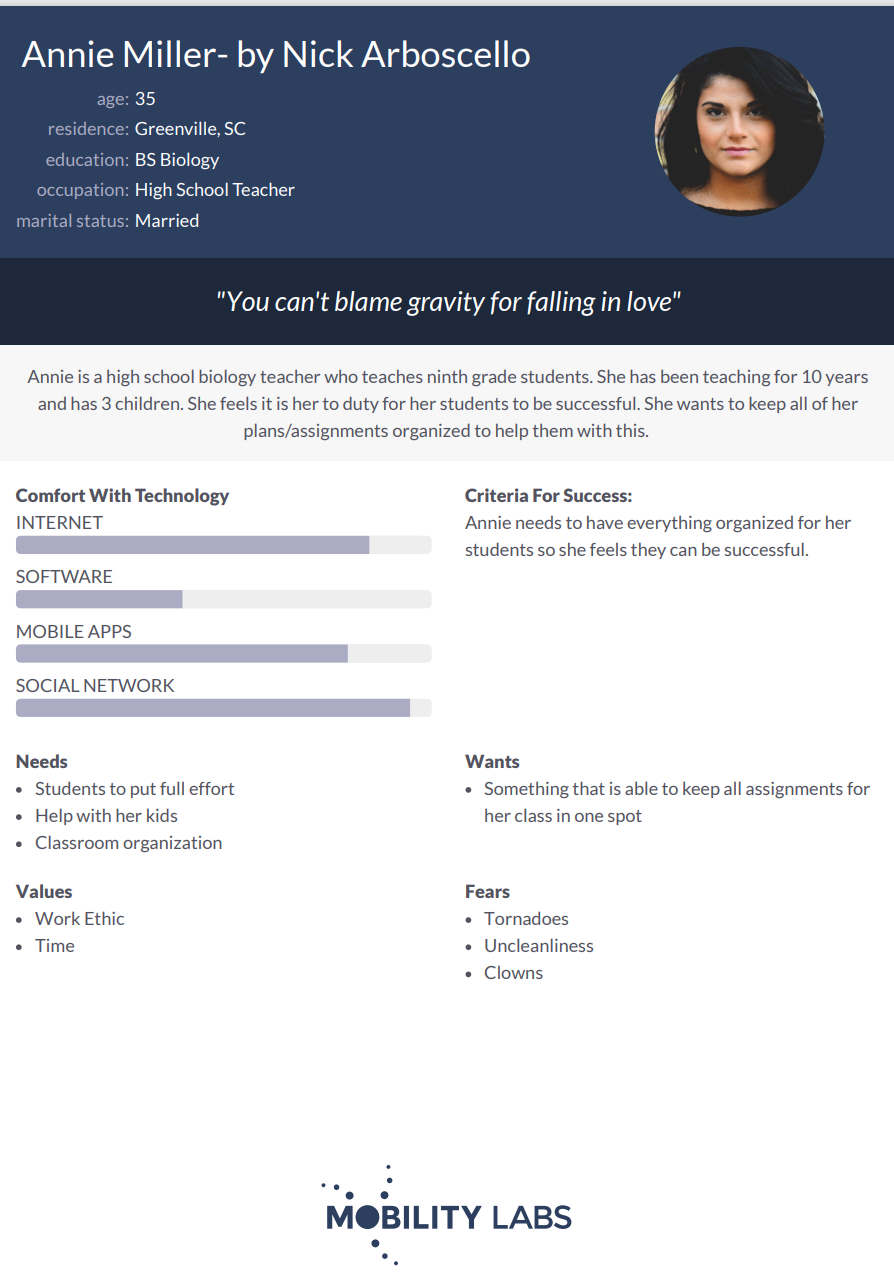 Annie Miller- by Nick Arboscello
age: 35
residence: Greenville, SC
education: BS Biology
occupation: High School Teacher
marital status: Married
"You can't blame gravity for falling in love"
Annie is a high school biology teacher who teaches ninth grade students. She has been teaching for 10 years
and has 3 children. She feels it is her to duty for her students to be successful. She wants to keep all of her
plans/assignments organized to help them with this.
Comfort With Technology
INTERNET
SOFTWARE
MOBILE APPS
SOCIAL NETWORK
Criteria For Success:
Annie needs to have everything organized for her
students so she feels they can be successful.
Needs
• Students to put full effort
• Help with her kids
• Classroom organization
Wants
• Something that is able to keep all assignments for
her class in one spot
Values
• Work Ethic
• Time
Fears
• Tornadoes
• Uncleanliness
• Clowns
MOBILITY LABS